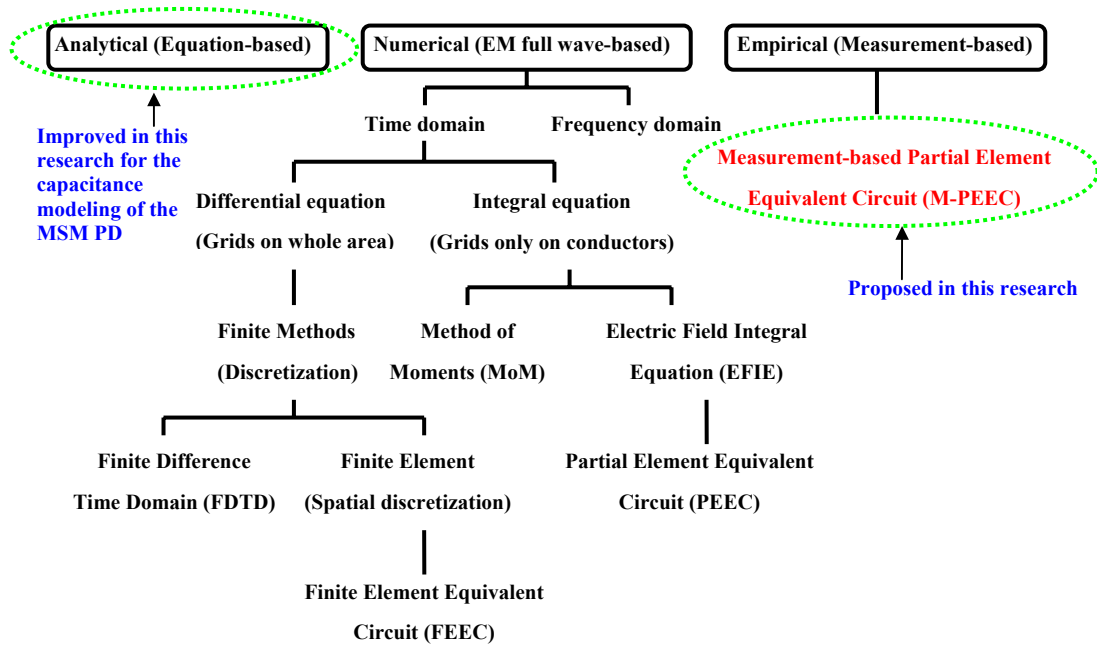 Analytical (Equation-based)
Numerical (EM full wave-based)
Empirical (Measurement-based)
Improved in this
research for the
capacitance
modeling of the
MSM PD
Time domain
Frequency domain
Measurement-based Partial Element
Equivalent Circuit (M-PEEC)
Proposed in this research
Differential equation
(Grids on whole area)
Integral equation
(Grids only on conductors)
Finite Methods
(Discretization)
Method of
Moments (MoM)
Electric Field Integral
Equation (EFIE)
Finite Difference
Time Domain (FDTD)
Finite Element
(Spatial discretization)
Partial Element Equivalent
Circuit (PEEC)
Finite Element Equivalent
Circuit (FEEC)